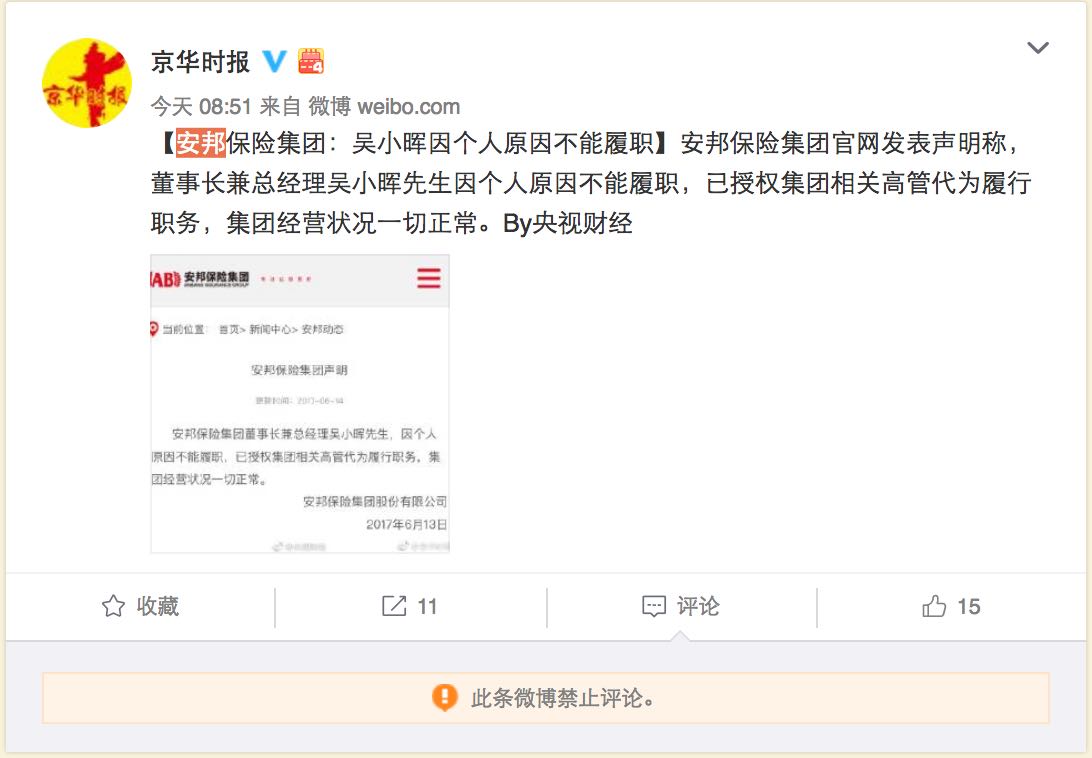 京华时报
今天 08:51 来自 微博 weibo.com
【安邦保险集团：吴小晖因个人原因不能履职】安邦保险集团官网发表声明称，
董事长兼总经理吴小晖先生因个人原因不能履职，已授权集团相关高管代为履行
职务，集团经营状况一切正常。By央视财经
安邦保险集团
ANBANG INSURANCE GROUP
当前位置： 首页> 新闻中心> 安邦动态
安邦保险集团声明
更新时间：2017-06-14
安邦保险集团董事长兼总经理吴小晖先生，因个人
原因不能履职，已授权集团相关高管代为履行职务，集
团经营状况一切正常。
安邦保险集团股份有限公司
2017年6月13日
收藏
11
评论
15
此条微博禁止评论。